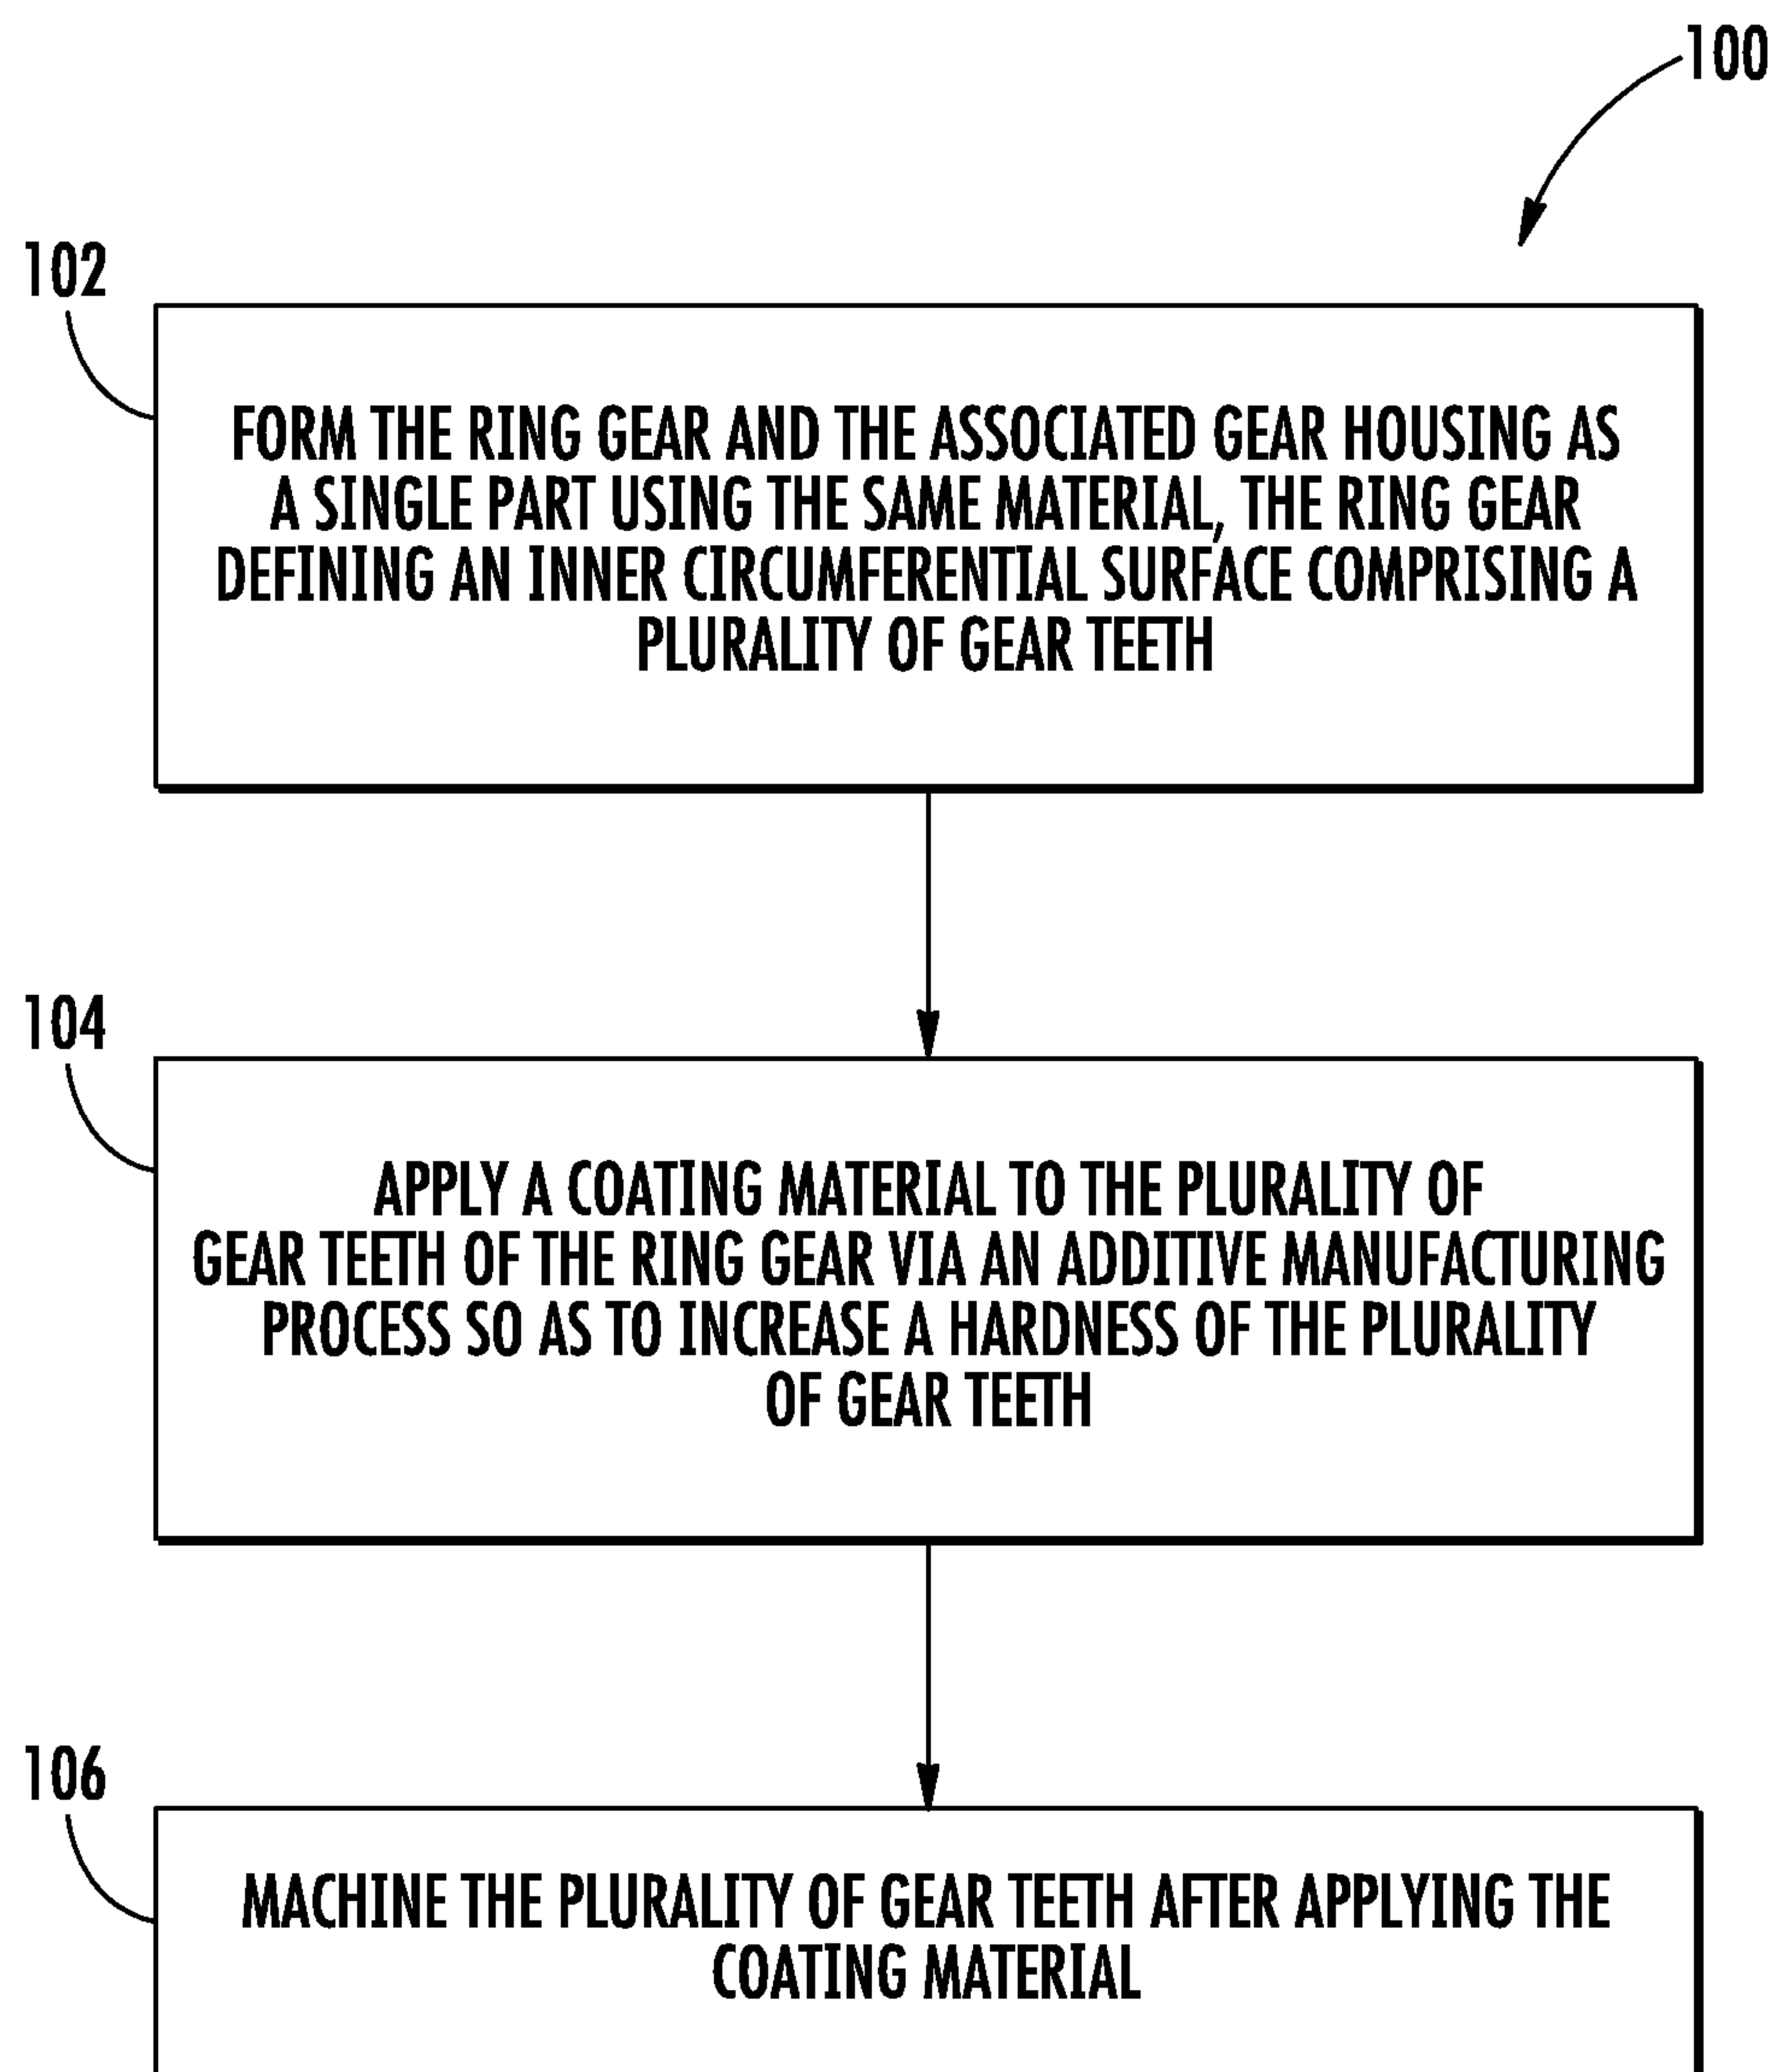 100
102
FORM THE RING GEAR AND THE ASSOCIATED GEAR HOUSING AS
A SINGLE PART USING THE SAME MATERIAL, THE RING GEAR
DEFINING AN INNER CIRCUMFERENTIAL SURFACE COMPRISING A
PLURALITY OF GEAR TEETH
104
APPLY A COATING MATERIAL TO THE PLURALITY OF
GEAR TEETH OF THE RING GEAR VIA AN ADDITIVE MANUFACTURING
PROCESS SO AS TO INCREASE A HARDNESS OF THE PLURALITY
OF GEAR TEETH
106
MACHINE THE PLURALITY OF GEAR TEETH AFTER APPLYING THE
COATING MATERIAL